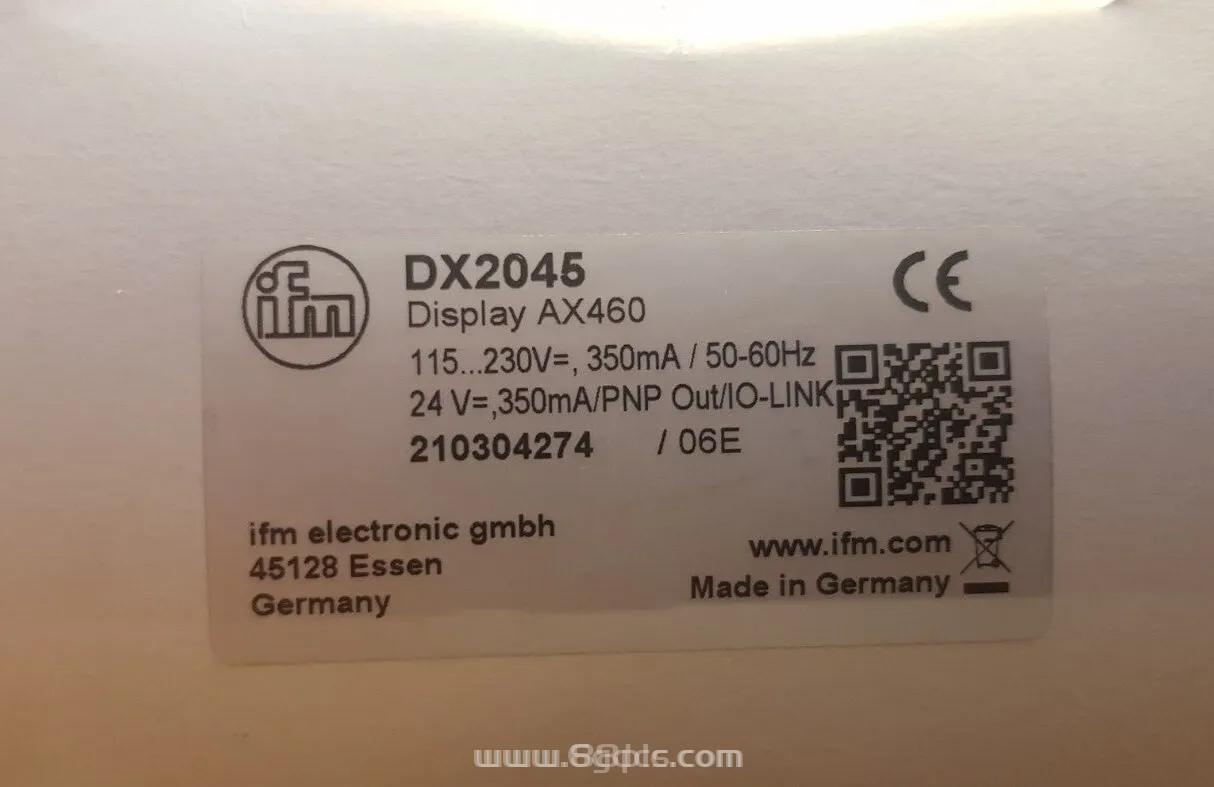 ifm
DX2045
CE
Display AX460
115...230V=, 350mA / 50-60Hz
24 V=,350mA/PNP Out/IO-LINK
210304274 / 06E
ifm electronic gmbh
45128 Essen
Germany
www.ifm.com
Made in Germany